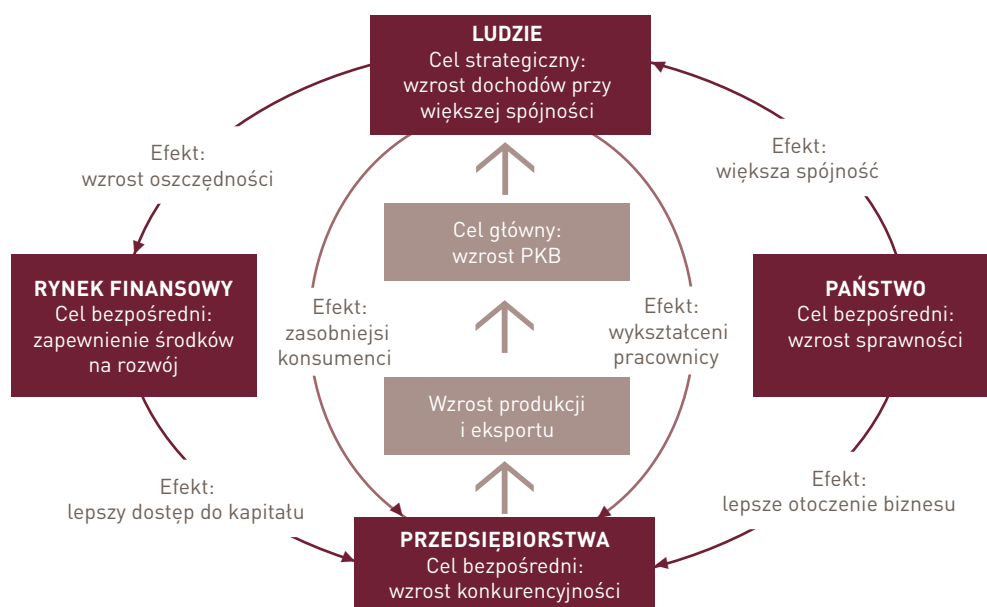 LUDZIE
Cel strategiczny:
wzrost dochodów przy
większej spójności
Efekt:
wzrost oszczędności
Efekt:
większa spójność
Cel główny:
wzrost PKB
RYNEK FINANSOWY
Cel bezpośredni:
zapewnienie środków
na rozwój
PAŃSTWO
Cel bezpośredni:
wzrost sprawności
Efekt:
zasobniejsi
konsumenci
Efekt:
wykształceni
pracownicy
Wzrost produkcji
i eksportu
Efekt:
lepszy dostęp do kapitału
Efekt:
lepsze otoczenie biznesu
PRZEDSIĘBIORSTWA
Cel bezpośredni:
wzrost konkurencyjności